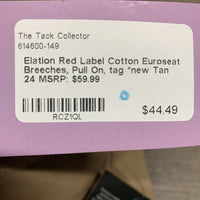 The Tack Collector
614600-149
Elation Red Label Cotton Euroseat
Breeches, Pull On, tag *new Tan
24 MSRP: $59.99
RCZ1QL
$44.49